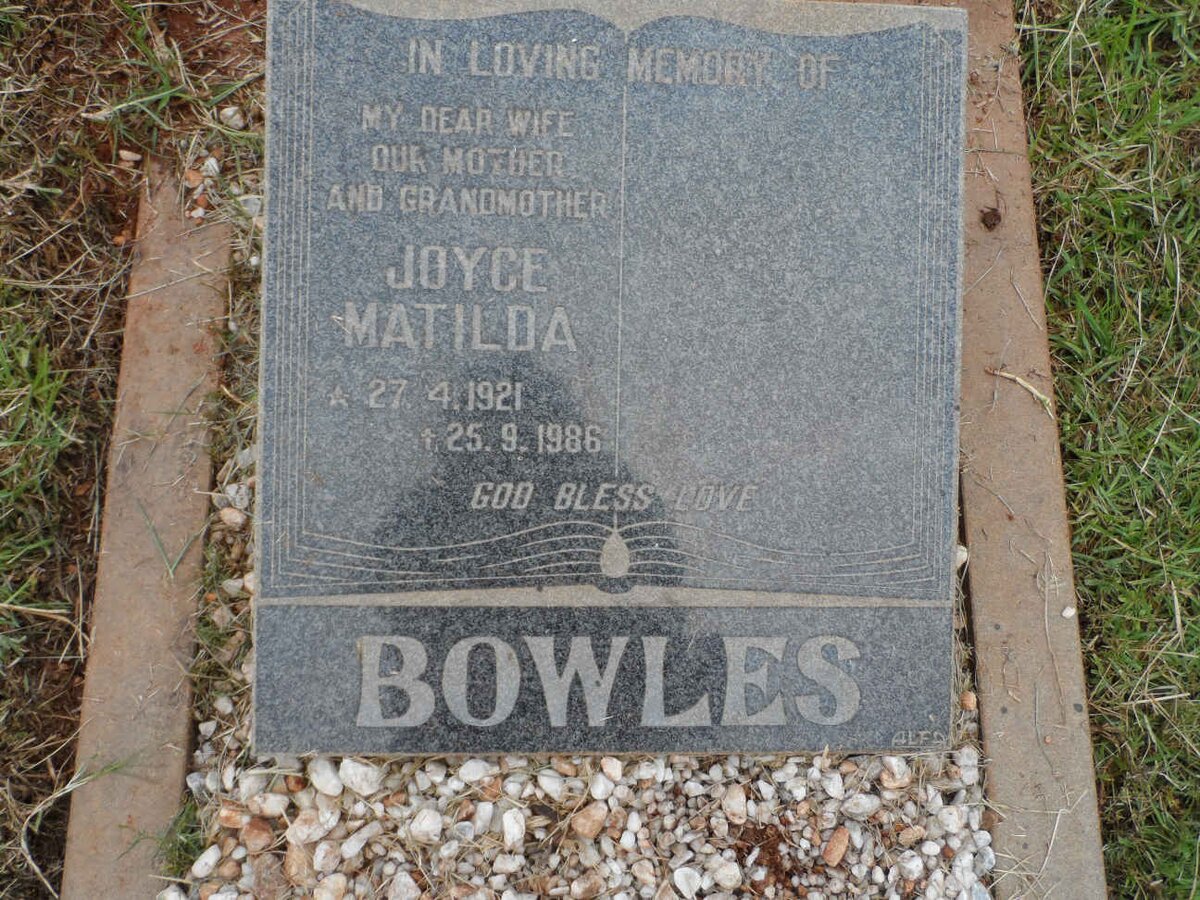 IN LOVING MEMORY OF
MY DEAR WIFE
OUR MOTHER
AND GRANDMOTHER
JOYCE
MATILDA
☆ 27. 4. 1921
✝ 25. 9. 1986
GOD BLESS LOVE
BOWLES